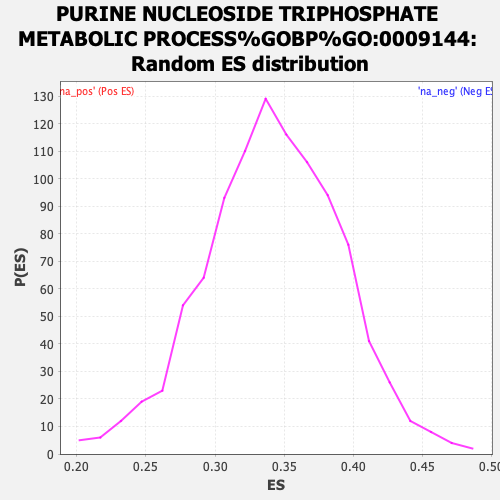 PURINE NUCLEOSIDE TRIPHOSPHATE
METABOLIC PROCESS%GOBP%GO:0009144:
Random ES distribution
na_pos' (Pos ES)
'na_neg' (Neg ES
130
120
110
100
90
80
70
60
50
40
30
20
10
0
P(ES)
0.20 0.25 0.30 0.35 0.40 0.45 0.50
ES